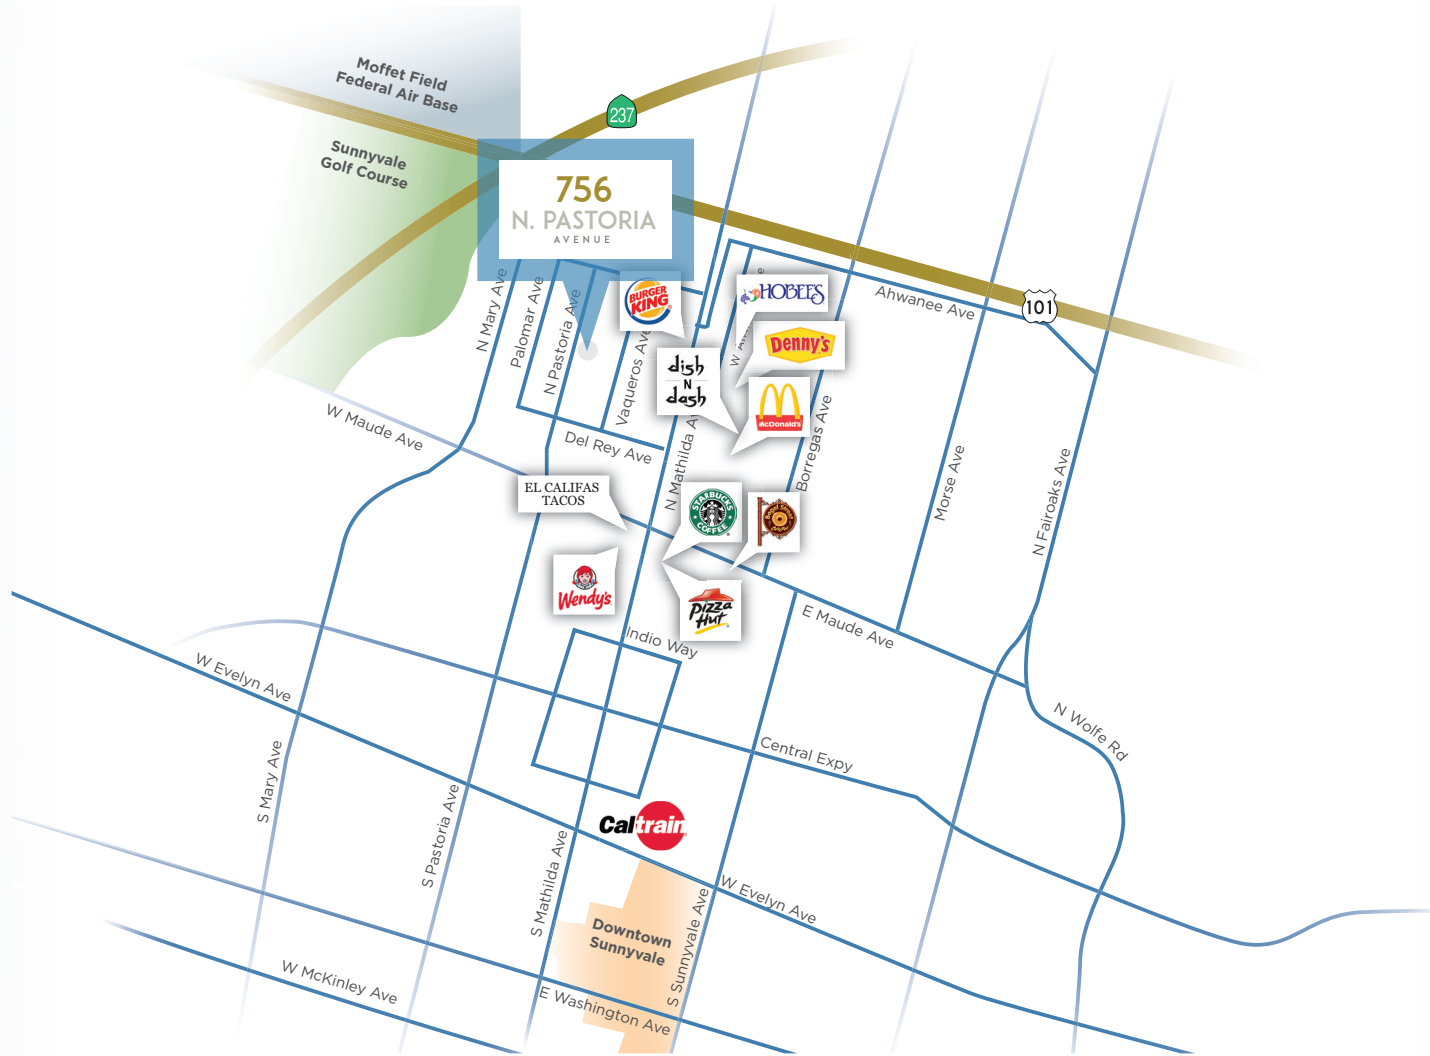 Moffet Field
Federal Air Base
237
Sunnyvale
Golf Course
756
N. PASTORIA
AVENUE
N Mary Ave
Palomar Ave
N Pastoria Ave
BURGER
KING
Vaqueros Ave
HOBEE'S
Denny's
Ahwanee Ave
101
dish
N
dash
McDonald's
W Maude Ave
Del Rey Ave
N Mathilda A
Borregas Ave
Morse Ave
N Fairoaks Ave
EL CALIFAS
TACOS
STARBUCKS
COFFEE
Bagel Street
Café
Wendy's
Pizza
Hut
Indio Way
E Maude Ave
W Evelyn Ave
N Wolfe Rd
Central Expy
S Mary Ave
S Pastoria Ave
S Mathilda Ave
Caltrain
W Evelyn Ave
Downtown
Sunnyvale
S Sunnyvale Ave
W McKinley Ave
E Washington Ave